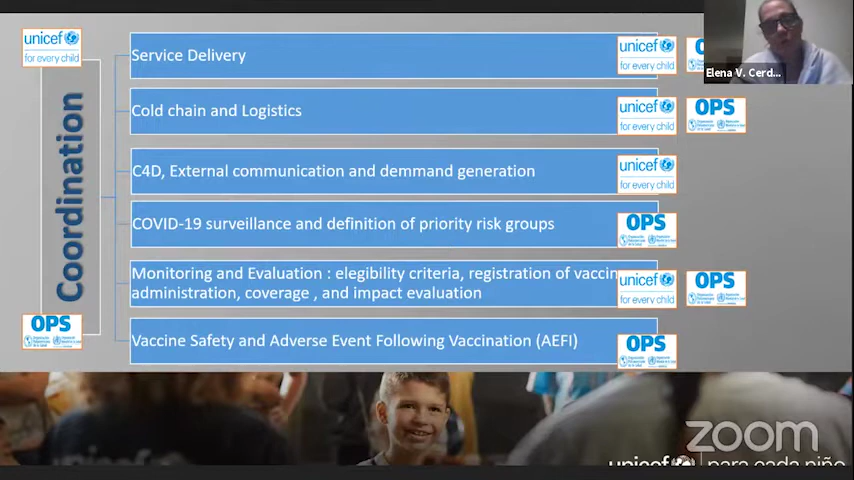 unicef
for every child
Coordination
OPS
Service Delivery
unicef
for every child
Cold chain and Logistics
unicef
for every child
OPS
C4D, External communication and demmand generation
unicef
for every child
COVID-19 surveillance and definition of priority risk groups
OPS
Monitoring and Evaluation : elegibility criteria, registration of vaccin
administration, coverage , and impact evaluation
unicef
for every child
OPS
Vaccine Safety and Adverse Event Following Vaccination (AEFI)
OPS
Elena V. Cerd...
zoom
unicef
para cada niño